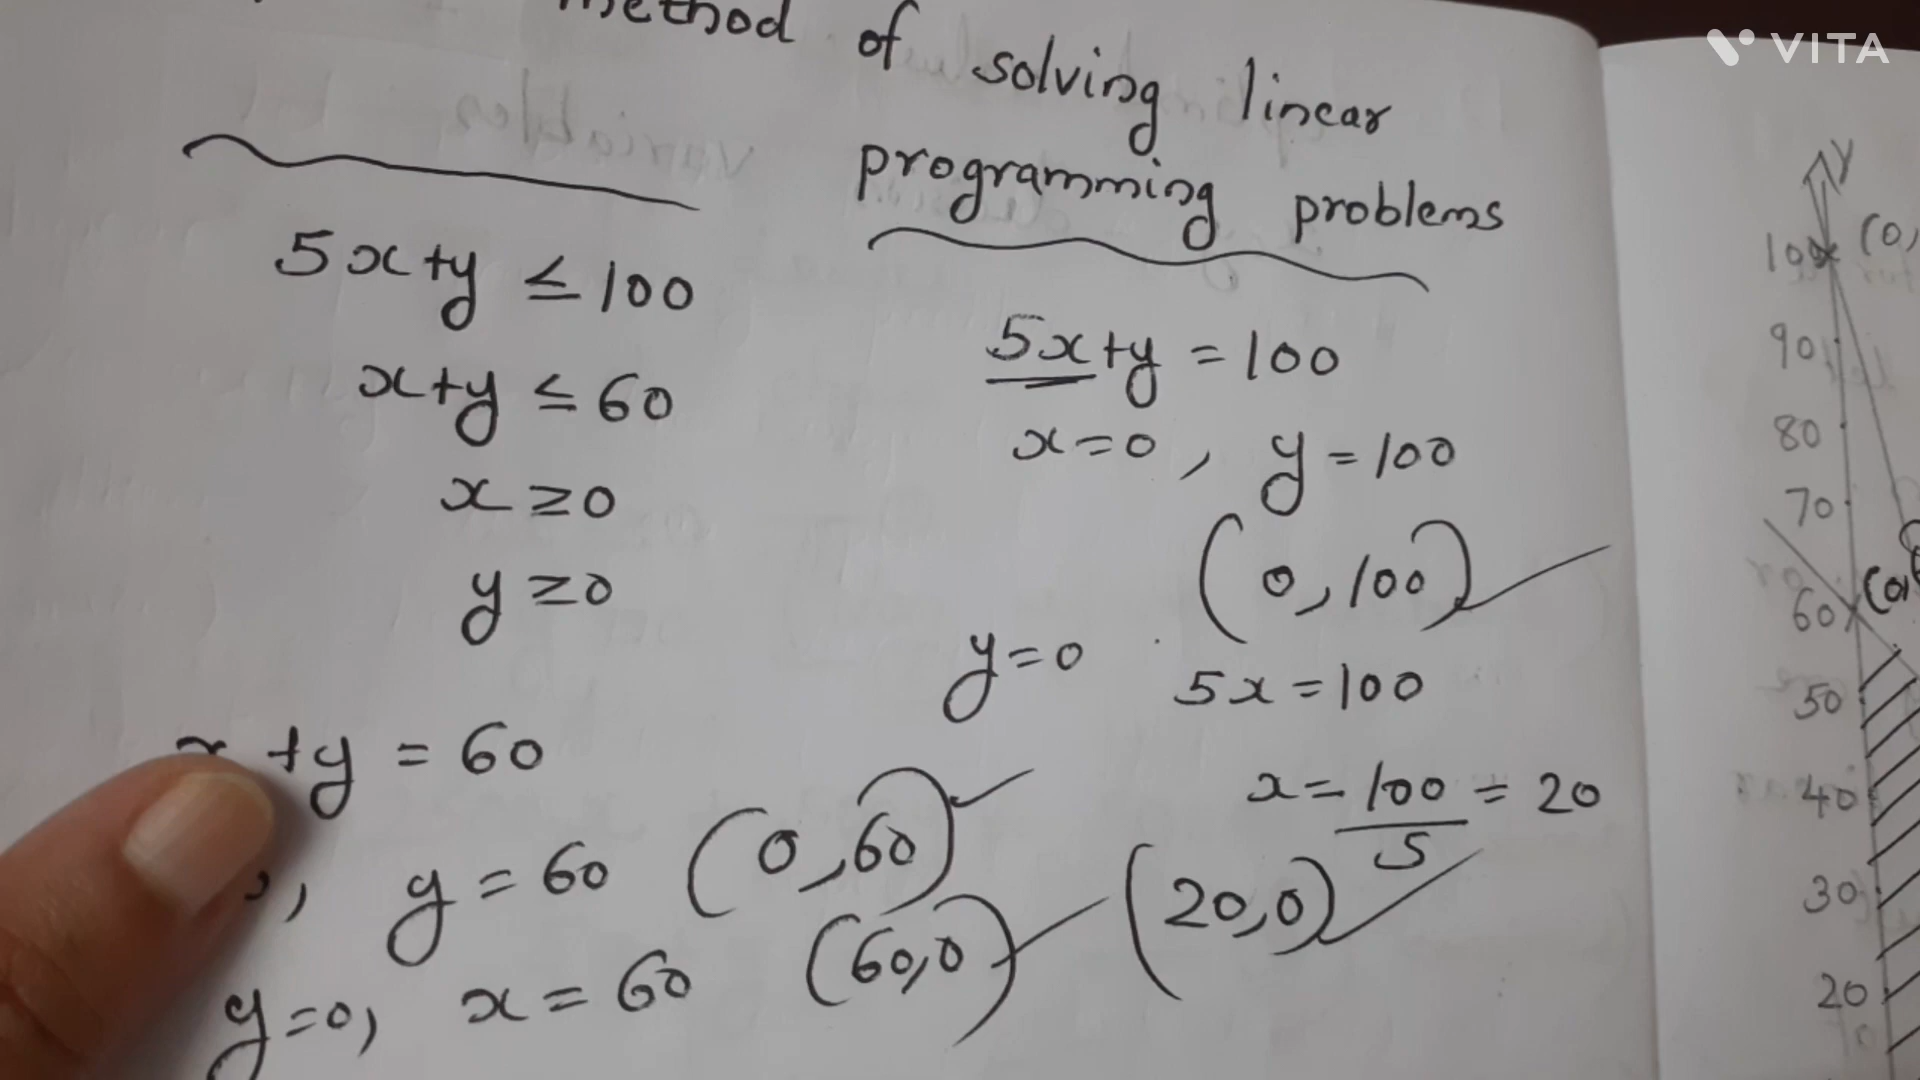 method of solving linear
programming problems
5x+y ≤ 100
x+y ≤ 60
x ≥ 0
y ≥ 0
x+y = 60
, y = 60 (0,60)
y=0, x = 60 (60,0)
5x+y = 100
x=0, y=100
(0,100)
y=0 5x=100
x = 100/5 = 20
(20,0)
Y
100 (0,
90
80
70
60 (0,
50
40
30
20
VITA